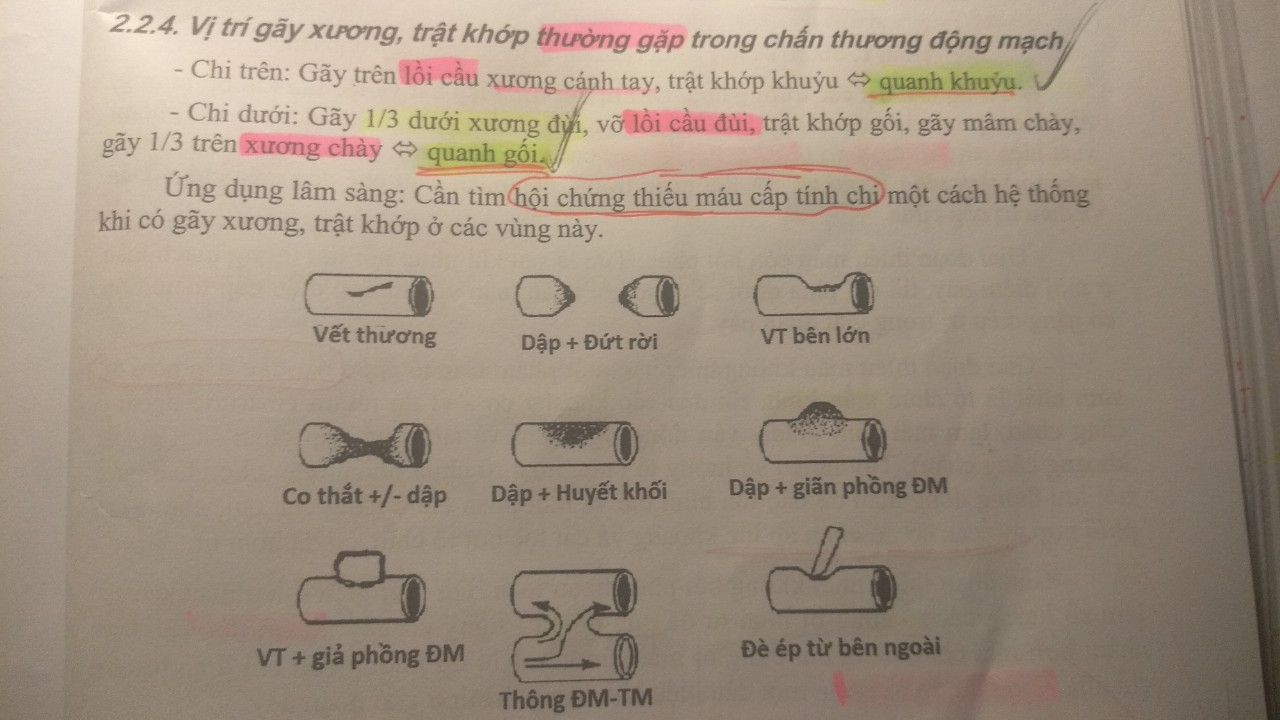 2.2.4. Vị trí gãy xương, trật khớp thường gặp trong chấn thương động mạch
- Chi trên: Gãy trên lồi cầu xương cánh tay, trật khớp khuỷu ⇔ quanh khuỷu.
- Chi dưới: Gãy 1/3 dưới xương đùi, vỡ lồi cầu đùi, trật khớp gối, gãy mâm chày,
gãy 1/3 trên xương chày ⇔ quanh gối.
Ứng dụng lâm sàng: Cần tìm hội chứng thiếu máu cấp tính chi một cách hệ thống
khi có gãy xương, trật khớp ở các vùng này.
Vết thương
Dập + Đứt rời
VT bên lớn
Co thắt +/- dập
Dập + Huyết khối
Dập + giãn phồng ĐM
VT + giả phồng ĐM
Thông ĐM-TM
Đè ép từ bên ngoài